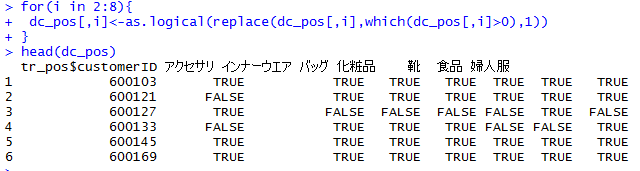 > for(i in 2:8){
+ dc_pos[,i]<-as.logical(replace(dc_pos[,i],which(dc_pos[,i]>0),1))
+ }
> head(dc_pos)
tr_pos$customerID アクセサリ インナーウエア バッグ 化粧品 靴 食品 婦人服
1 600103 TRUE TRUE TRUE TRUE TRUE TRUE TRUE
2 600121 FALSE TRUE TRUE TRUE TRUE TRUE TRUE
3 600127 TRUE FALSE FALSE FALSE FALSE TRUE FALSE
4 600133 FALSE TRUE TRUE TRUE FALSE FALSE TRUE
5 600145 TRUE TRUE TRUE TRUE TRUE TRUE TRUE
6 600169 TRUE TRUE TRUE TRUE TRUE TRUE TRUE